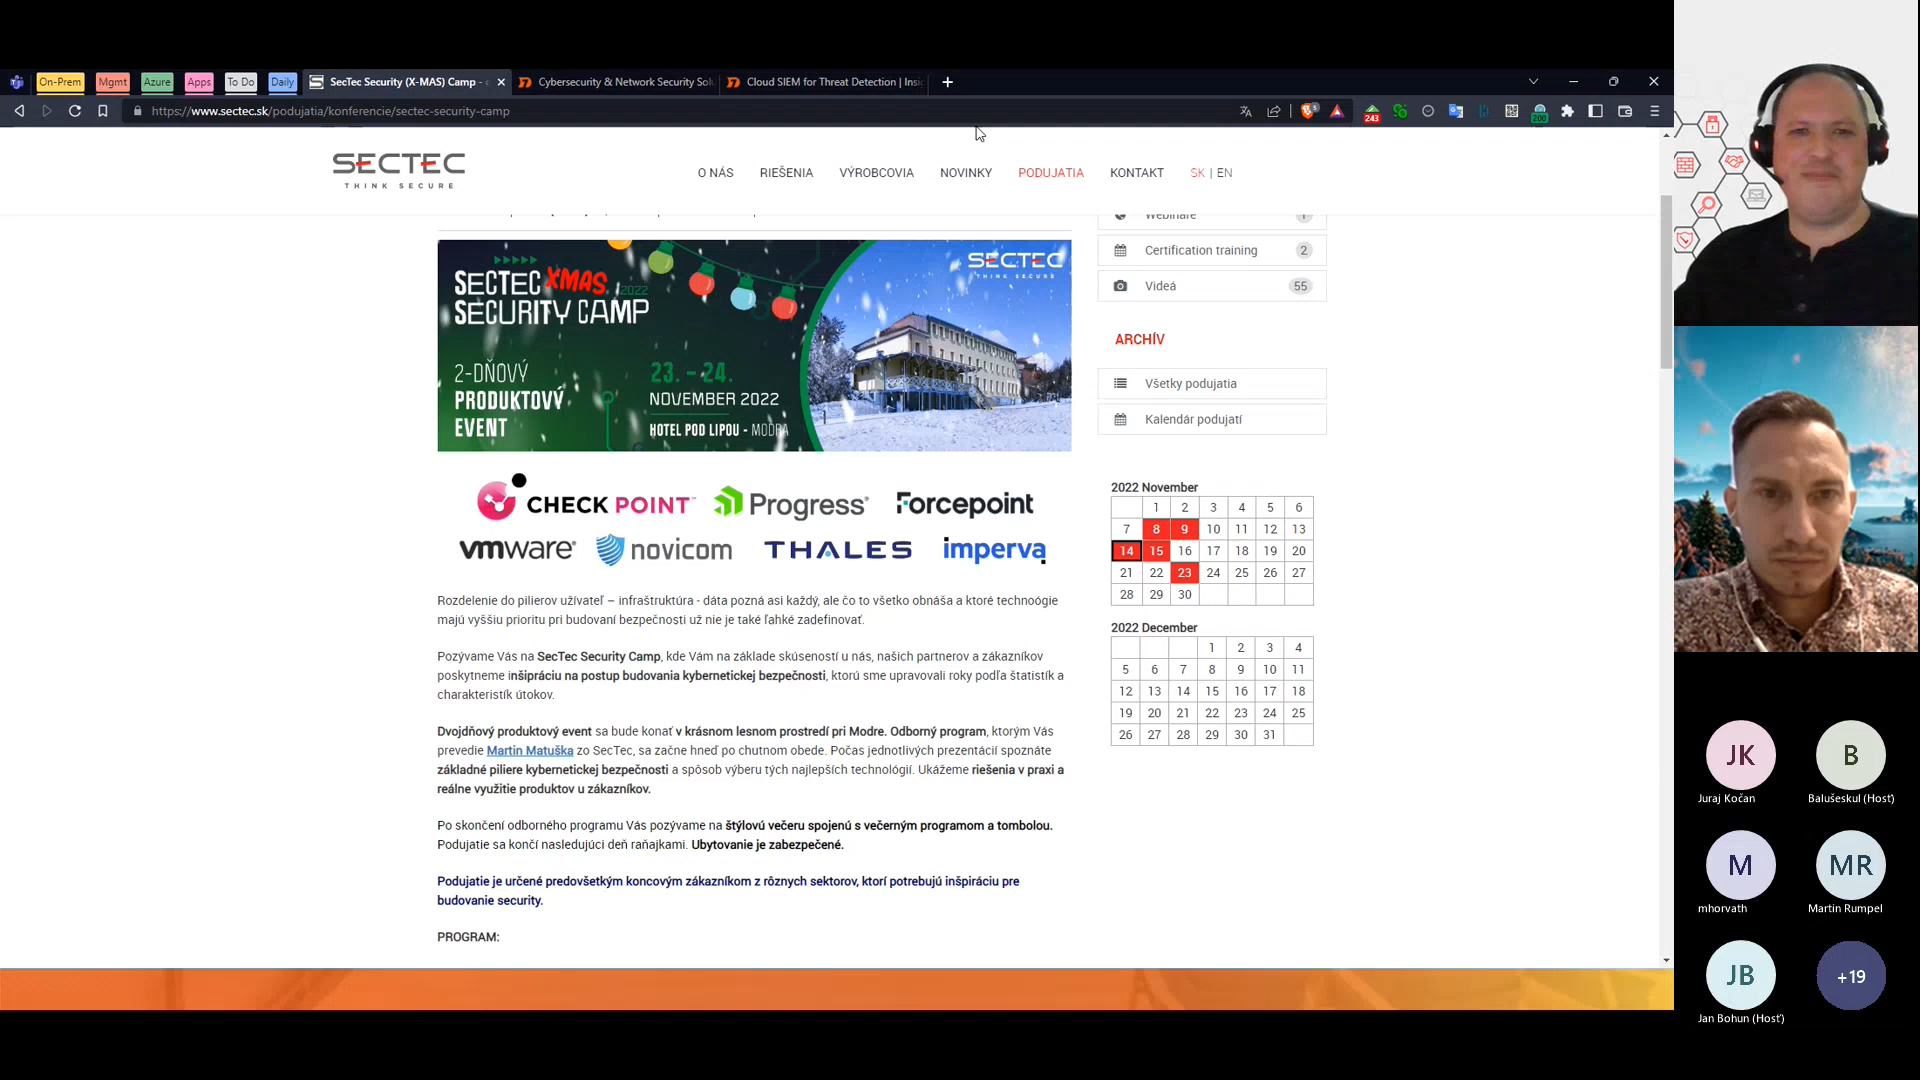 On-Prem
Mgmt
Azure
Apps
To Do
Daily
SecTec Security (X-MAS) Camp -
Cybersecurity & Network Security Sol
Cloud SIEM for Threat Detection | Insi
https://www.sectec.sk/podujatia/konferencie/sectec-security-camp
243
200
SECTEC
THINK SECURE
O NÁS
RIEŠENIA
VÝROBCOVIA
NOVINKY
PODUJATIA
KONTAKT
SK | EN
Webináre 1
Certification training 2
Videá 55
SECTEC XMAS 2022
SECURITY CAMP
2-DŇOVÝ
PRODUKTOVÝ
EVENT
23. - 24.
NOVEMBER 2022
HOTEL POD LIPOU - MODRA
SECTEC
THINK SECURE
ARCHÍV
Všetky podujatia
Kalendár podujatí
CHECK POINT
Progress
Forcepoint
vmware
novicom
THALES
imperva
2022 November
1 2 3 4 5 6
7 8 9 10 11 12 13
14 15 16 17 18 19 20
21 22 23 24 25 26 27
28 29 30
2022 December
1 2 3 4
5 6 7 8 9 10 11
12 13 14 15 16 17 18
19 20 21 22 23 24 25
26 27 28 29 30 31
Rozdelenie do pilierov užívateľ – infraštruktúra - dáta pozná asi každý, ale čo to všetko obnáša a ktoré technoógie
majú vyššiu prioritu pri budovaní bezpečnosti už nie je také ľahké zadefinovať.
Pozývame Vás na SecTec Security Camp, kde Vám na základe skúseností u nás, našich partnerov a zákazníkov
poskytneme inšipráciu na postup budovania kybernetickej bezpečnosti, ktorú sme upravovali roky podľa štatistík a
charakteristík útokov.
Dvojdňový produktový event sa bude konať v krásnom lesnom prostredí pri Modre. Odborný program, ktorým Vás
prevedie Martin Matuška zo SecTec, sa začne hneď po chutnom obede. Počas jednotlivých prezentácií spoznáte
základné piliere kybernetickej bezpečnosti a spôsob výberu tých najlepších technológií. Ukážeme riešenia v praxi a
reálne využitie produktov u zákazníkov.
Po skončení odborného programu Vás pozývame na štýlovú večeru spojenú s večerným programom a tombolou.
Podujatie sa končí nasledujúci deň raňajkami. Ubytovanie je zabezpečené.
Podujatie je určené predovšetkým koncovým zákazníkom z rôznych sektorov, ktorí potrebujú inšpiráciu pre
budovanie security.
PROGRAM:
JK
Juraj Kočan
B
Balušeskul (Hosť)
M
mhorvath
MR
Martin Rumpel
JB
Jan Bohun (Hosť)
+19